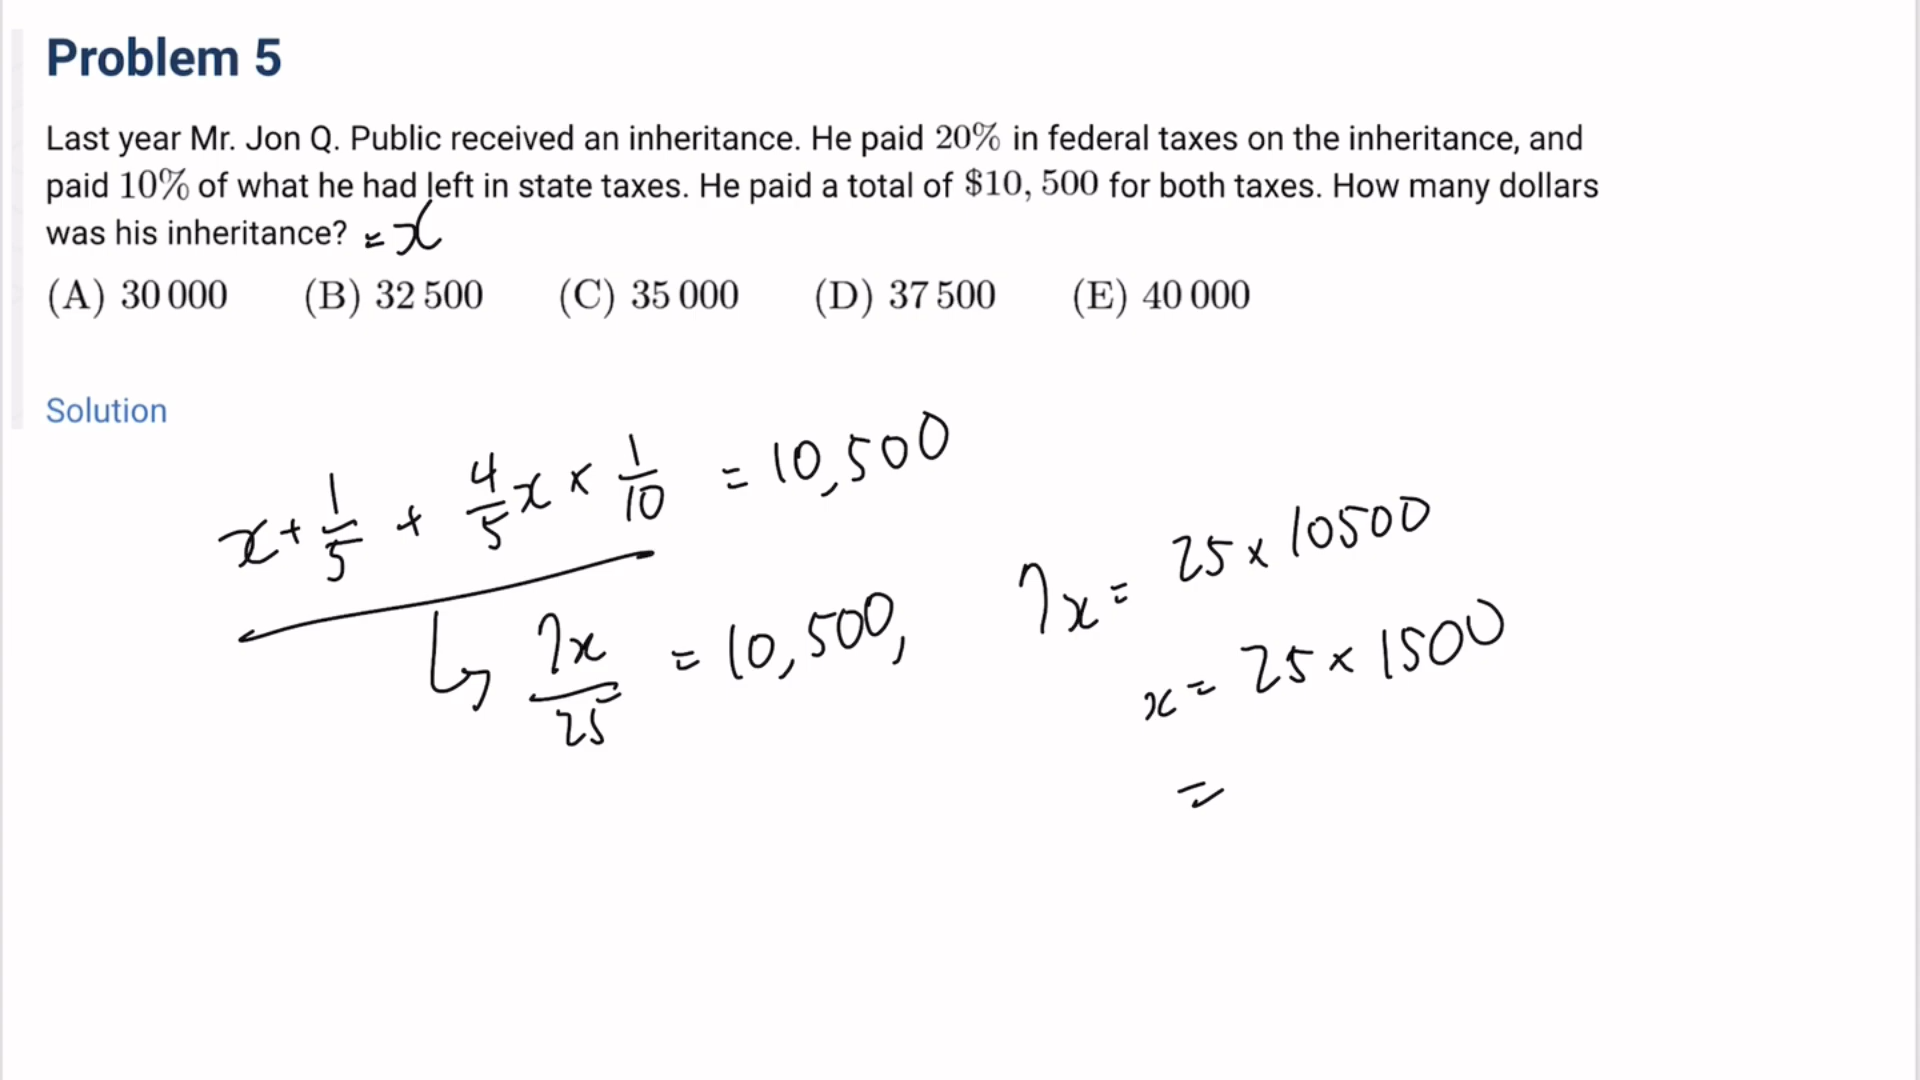 Problem 5
Last year Mr. Jon Q. Public received an inheritance. He paid 20% in federal taxes on the inheritance, and
paid 10% of what he had left in state taxes. He paid a total of $10, 500 for both taxes. How many dollars
was his inheritance? = x
(A) 30 000 (B) 32 500 (C) 35 000 (D) 37 500 (E) 40 000
Solution
x + 1/5 + 4/5 x × 1/10 = 10,500
7x/25 = 10,500,
7x = 25 × 10500
x = 25 × 1500
=